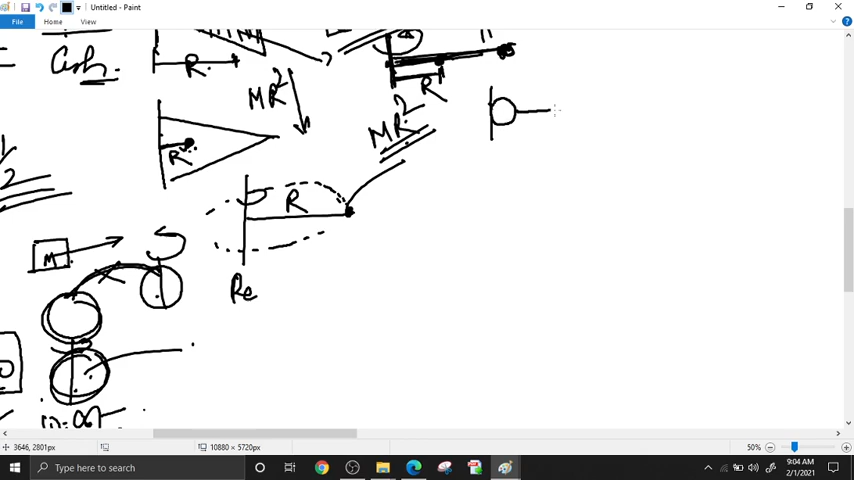 Untitled - Paint
File
Home
View
R
R
MR²
MR²
R
R
Re
2
M
50%
3646, 2801px
10880 × 5720px
Type here to search
9:04 AM
2/1/2021